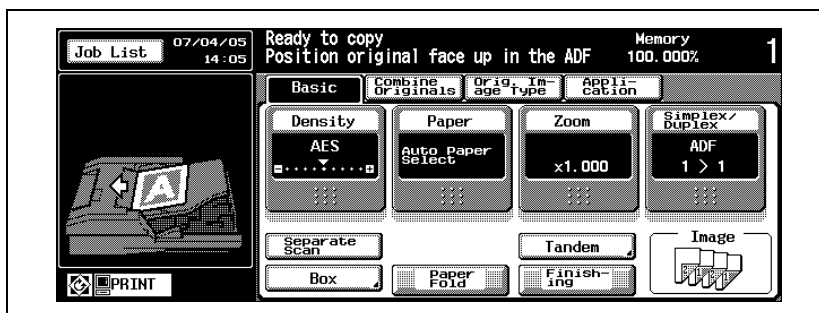 Job List
07/04/05
14:05
Ready to copy
Position original face up in the ADF
Memory
100.000%
1
Basic
Combine
Originals
Orig. Im-
age Type
Appli-
cation
Density
AES
Paper
Auto Paper
Select
Zoom
x1.000
Simplex/
Duplex
ADF
1 > 1
A
Separate
Scan
Tandem
Box
Paper
Fold
Finish-
ing
Image
PRINT